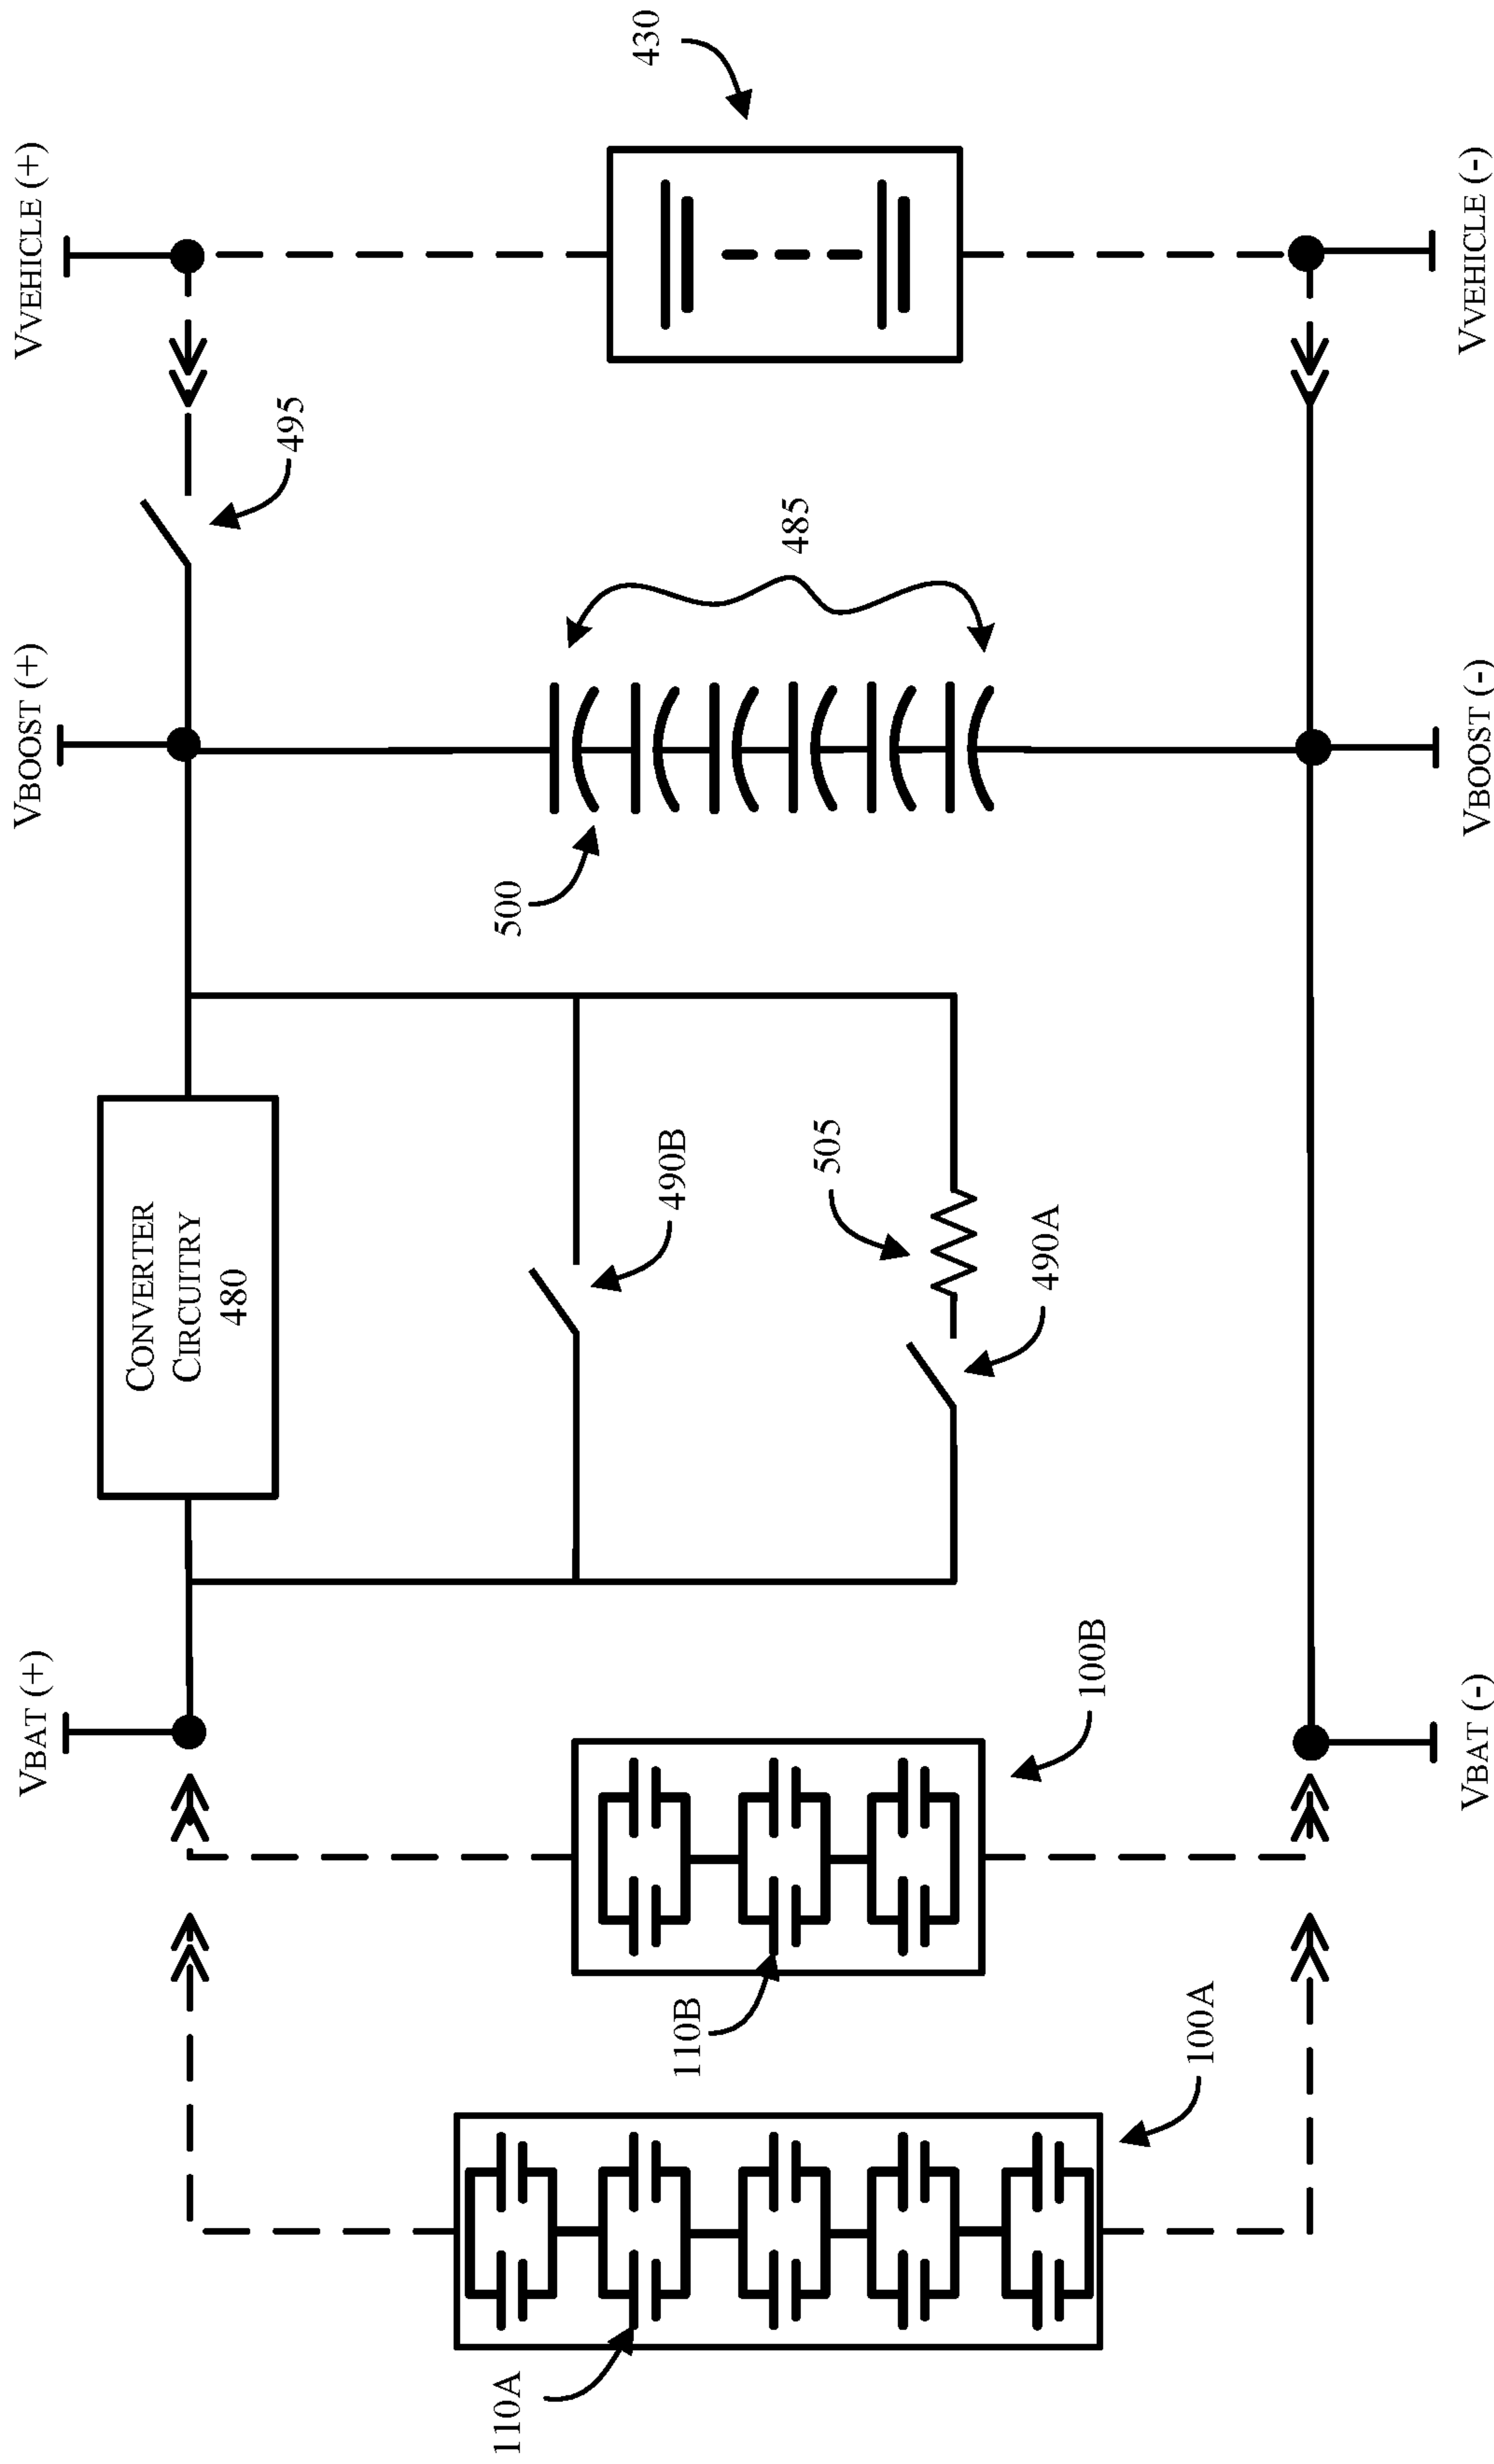 VBAT (+)
VBOOST (+)
VVEHICLE (+)
CONVERTER
CIRCUITRY
480
495
490B
505
490A
500
485
430
110A
100A
110B
100B
VBAT (-)
VBOOST (-)
VVEHICLE (-)